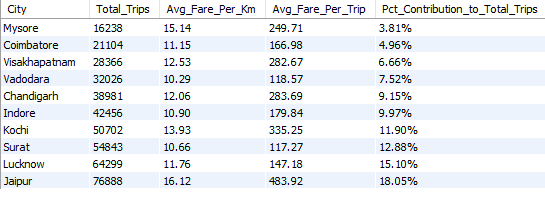 City Total_Trips Avg_Fare_Per_Km Avg_Fare_Per_Trip Pct_Contribution_to_Total_Trips
Mysore 16238 15.14 249.71 3.81%
Coimbatore 21104 11.15 166.98 4.96%
Visakhapatnam 28366 12.53 282.67 6.66%
Vadodara 32026 10.29 118.57 7.52%
Chandigarh 38981 12.06 283.69 9.15%
Indore 42456 10.90 179.84 9.97%
Kochi 50702 13.93 335.25 11.90%
Surat 54843 10.66 117.27 12.88%
Lucknow 64299 11.76 147.18 15.10%
Jaipur 76888 16.12 483.92 18.05%